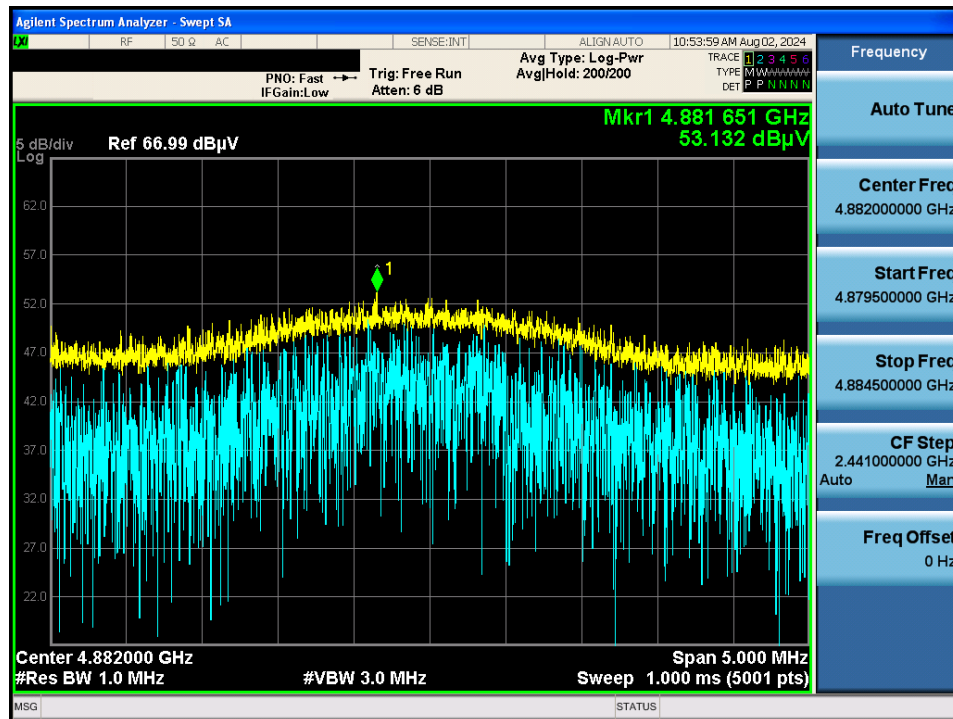 Agilent Spectrum Analyzer - Swept SA
LXI RF 50 Ω AC SENSE:INT ALIGN AUTO 10:53:59 AM Aug 02, 2024
PNO: Fast
IFGain:Low
Trig: Free Run
Atten: 6 dB
Avg Type: Log-Pwr
Avg|Hold: 200/200
TRACE 1 2 3 4 5 6
TYPE M W W W W W
DET P P N N N N
Mkr1 4.881 651 GHz
53.132 dBµV
5 dB/div
Log
Ref 66.99 dBµV
62.0
57.0
1
52.0
47.0
42.0
37.0
32.0
27.0
22.0
Center 4.882000 GHz
Span 5.000 MHz
#Res BW 1.0 MHz
#VBW 3.0 MHz
Sweep 1.000 ms (5001 pts)
MSG
STATUS
Frequency
Auto Tune
Center Freq
4.882000000 GHz
Start Freq
4.879500000 GHz
Stop Freq
4.884500000 GHz
CF Step
2.441000000 GHz
Auto Man
Freq Offset
0 Hz